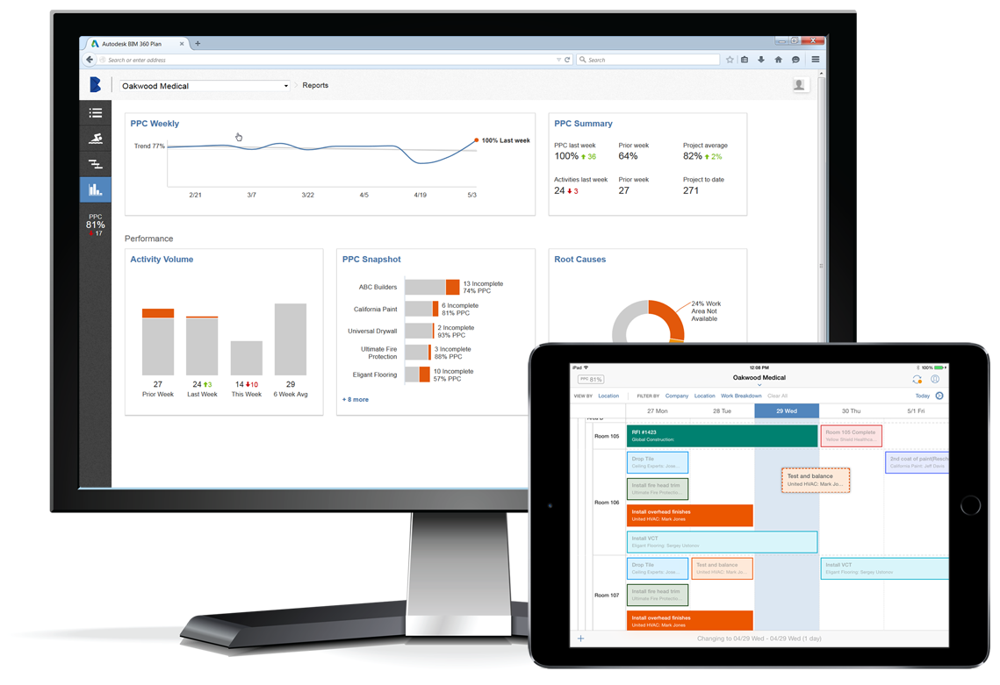 Autodesk BIM 360 Plan
Search or enter address
Search
Oakwood Medical
Reports
PPC Weekly
Trend 77%
100% Last week
2/21 3/7 3/22 4/5 4/19 5/3
PPC Summary
PPC last week Prior week Project average
100% 36 64% 82% 2%
Activities last week Prior week Project to date
24 3 27 271
PPC
81%
17
Performance
Activity Volume
27 24 3 14 10 29
Prior Week Last Week This Week 6 Week Avg
PPC Snapshot
ABC Builders
13 Incomplete
74% PPC
California Paint
6 Incomplete
81% PPC
Universal Drywall
2 Incomplete
93% PPC
Ultimate Fire
Protection
3 Incomplete
88% PPC
Eligant Flooring
10 Incomplete
57% PPC
+ 8 more
Root Causes
24% Work
Area Not
Available
iPad 12:08 PM 100%
PPC 81%
Oakwood Medical
VIEW BY Location FILTER BY Company Location Work Breakdown Clear All Today
27 Mon 28 Tue 29 Wed 30 Thu 5/1 Fri
Room 105
RFI #1423
Global Construction:
Room 105 Complete
Yellow Shield Healthca...
Room 106
Drop Tile
Ceiling Experts: Jose...
2nd coat of paint/
California Paint: Jeff Davis
Test and balance
United HVAC: Mark Jo...
Install fire head trim
Ultimate Fire Protectio...
Install overhead finishes
United HVAC: Mark Jones
Install VCT
Eligant Flooring: Sergey Ustonov
Room 107
Drop Tile
Ceiling Experts: Jose...
Test and balance
United HVAC: Mark Jo...
Install VCT
Eligant Flooring: Sergey Ustonov
Install fire head trim
Ultimate Fire Protectio...
Install overhead finishes
United HVAC: Mark Jones
+ Changing to 04/29 Wed - 04/29 Wed (1 day)